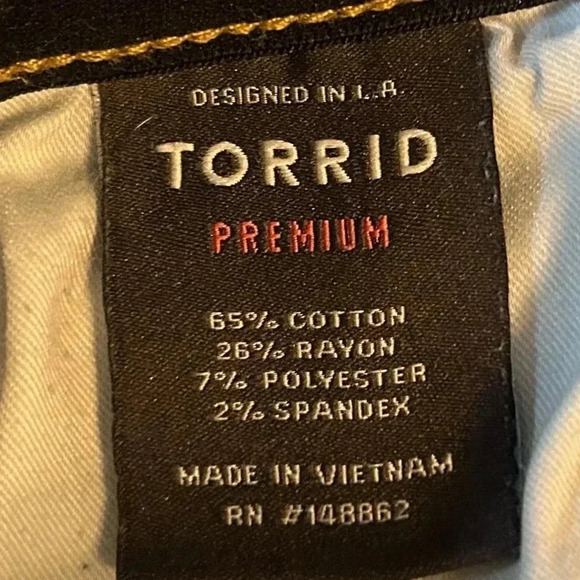 DESIGNED IN L.A
TORRID
PREMIUM
65% COTTON
26% RAYON
7% POLYESTER
2% SPANDEX
MADE IN VIETNAM
RN #148862